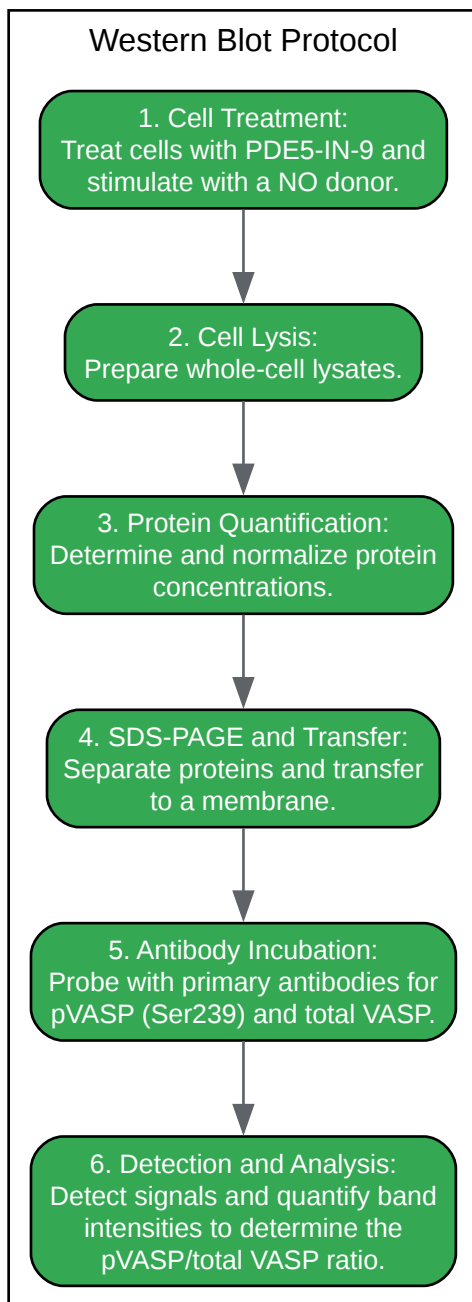 Western Blot Protocol
1. Cell Treatment:
Treat cells with PDE5-IN-9 and
stimulate with a NO donor.
2. Cell Lysis:
Prepare whole-cell lysates.
3. Protein Quantification:
Determine and normalize protein
concentrations.
4. SDS-PAGE and Transfer:
Separate proteins and transfer
to a membrane.
5. Antibody Incubation:
Probe with primary antibodies for
pVASP (Ser239) and total VASP.
6. Detection and Analysis:
Detect signals and quantify band
intensities to determine the
pVASP/total VASP ratio.